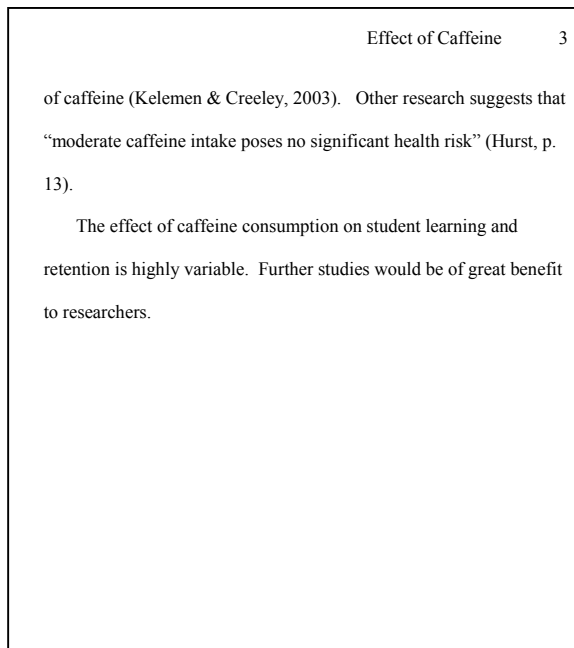 Effect of Caffeine 3
of caffeine (Kelemen & Creeley, 2003). Other research suggests that
“moderate caffeine intake poses no significant health risk” (Hurst, p.
13).
The effect of caffeine consumption on student learning and
retention is highly variable. Further studies would be of great benefit
to researchers.